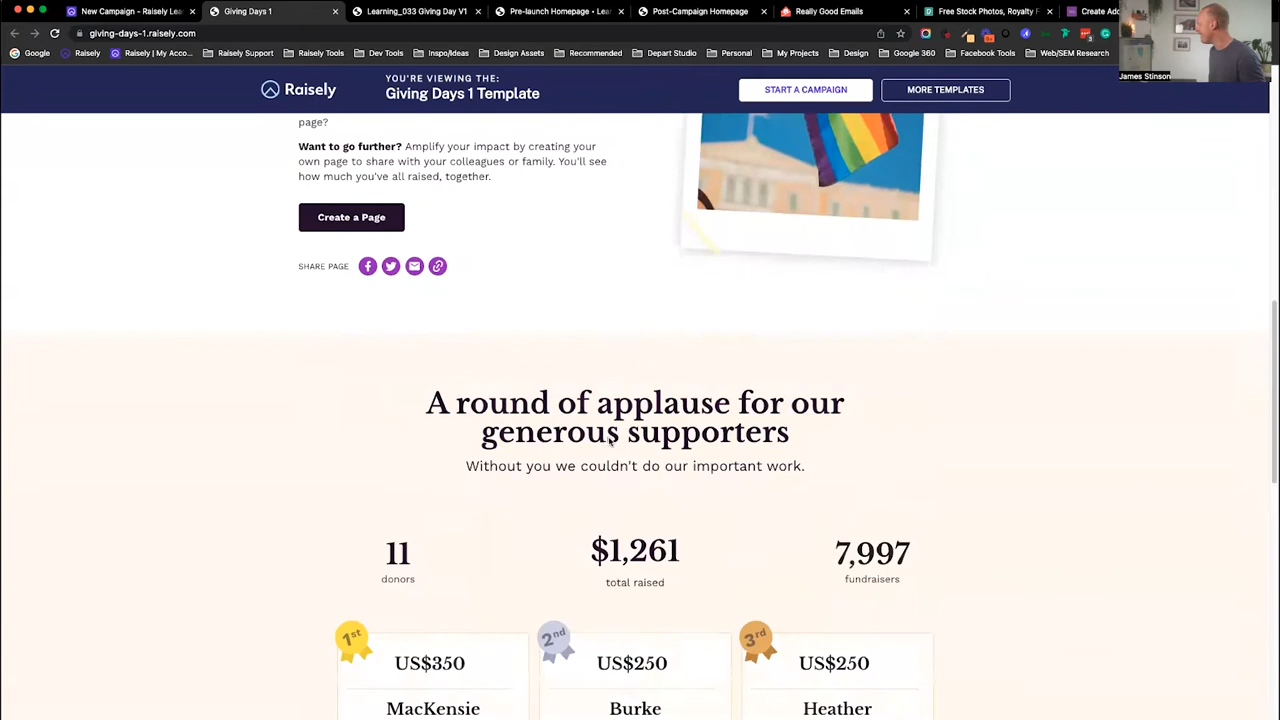 New Campaign - Raisely Lear
Giving Days 1
Learning_033 Giving Day V1
Pre-launch Homepage • Lear
Post-Campaign Homepage
Really Good Emails
Free Stock Photos, Royalty F
Create Ado
giving-days-1.raisely.com
Google
Raisely
Raisely | My Acco...
Raisely Support
Raisely Tools
Dev Tools
Inspo/Ideas
Design Assets
Recommended
Depart Studio
Personal
My Projects
Design
Google 360
Facebook Tools
Web/SEM Research
James Stinson
Raisely
YOU'RE VIEWING THE:
Giving Days 1 Template
START A CAMPAIGN
MORE TEMPLATES
page?
Want to go further? Amplify your impact by creating your
own page to share with your colleagues or family. You'll see
how much you've all raised, together.
Create a Page
SHARE PAGE
A round of applause for our
generous supporters
Without you we couldn't do our important work.
11
donors
$1,261
total raised
7,997
fundraisers
1st
US$350
MacKensie
2nd
US$250
Burke
3rd
US$250
Heather